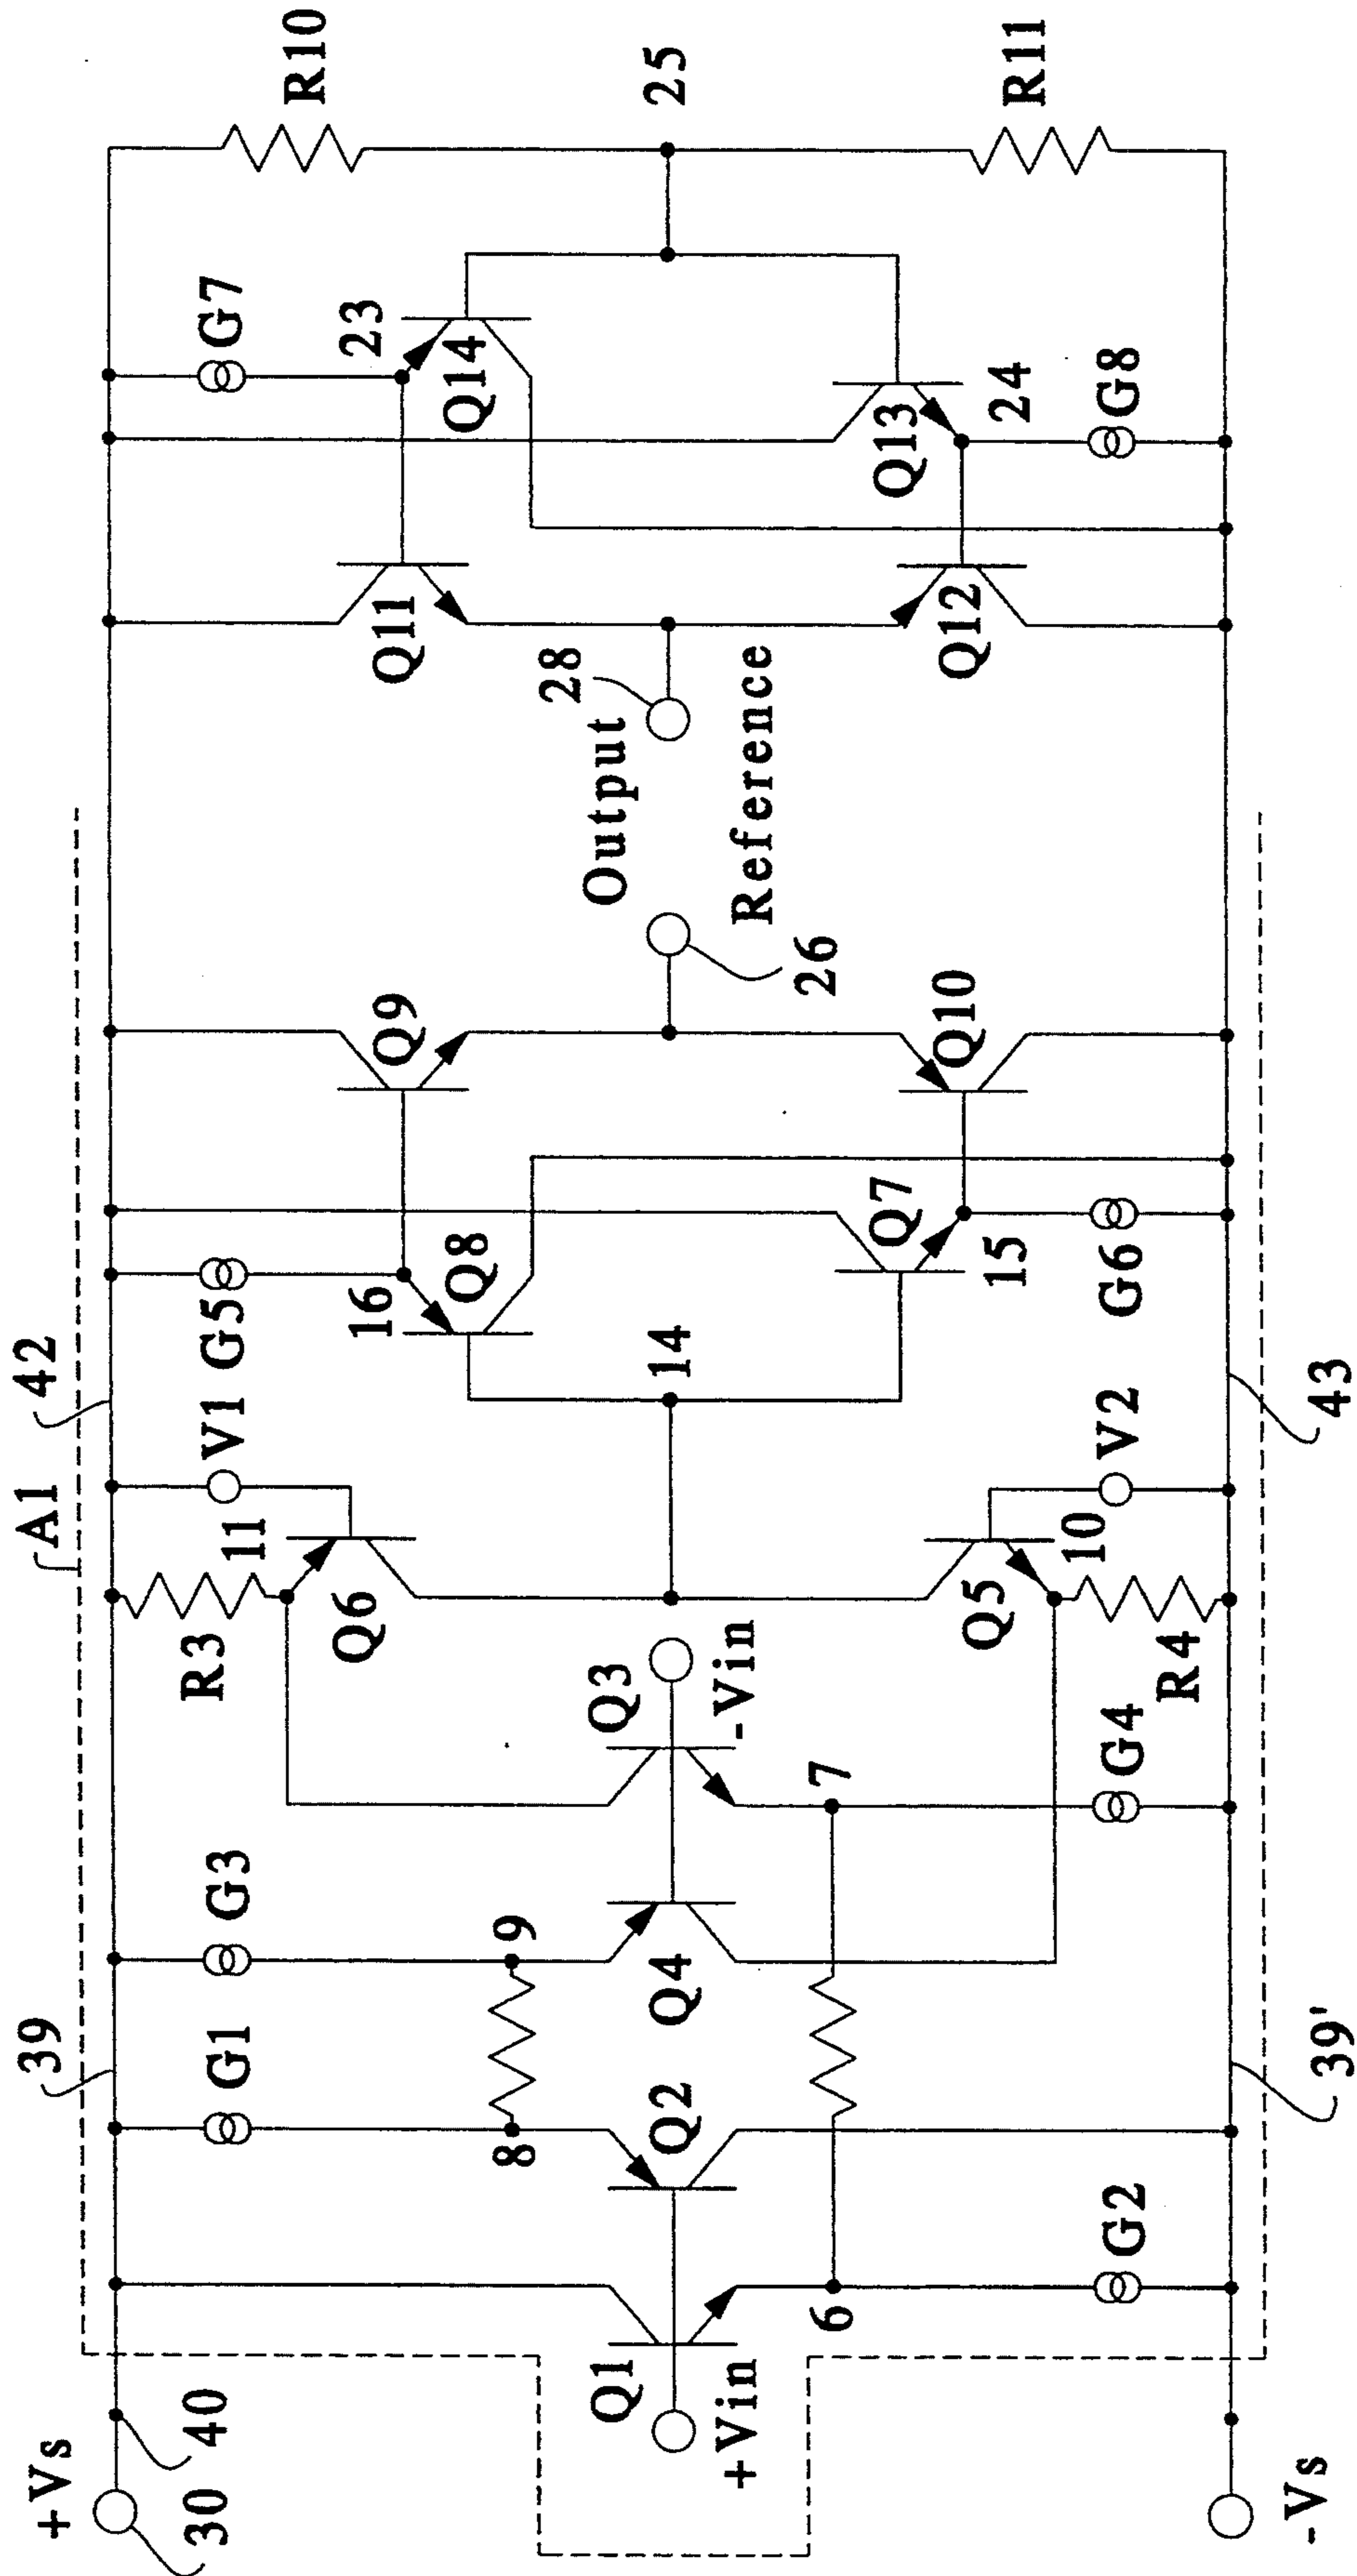 +Vs
30
40
39
A1
42
G1
G3
R3
11
V1
G5
G7
R10
8
9
16
23
Q8
Q9
Q11
Q14
Q6
Q1
+Vin
Q2
Q4
Q3
-Vin
14
26
Output
Reference
28
25
6
7
Q5
10
Q7
15
Q10
Q12
Q13
24
G2
G4
R4
V2
G6
G8
R11
-Vs
39'
43